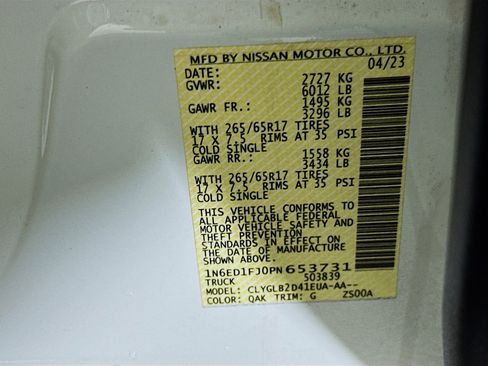 MFD BY NISSAN MOTOR CO., LTD.
DATE: 04/23
GVWR: 2727 KG
6012 LB
GAWR FR.: 1495 KG
3296 LB
WITH 265/65R17 TIRES
17 X 7.5 RIMS AT 35 PSI
COLD SINGLE
GAWR RR.: 1558 KG
3434 LB
WITH 265/65R17 TIRES
17 X 7.5 RIMS AT 35 PSI
COLD SINGLE
THIS VEHICLE CONFORMS TO
ALL APPLICABLE FEDERAL
MOTOR VEHICLE SAFETY AND
THEFT PREVENTION
STANDARDS IN EFFECT ON
THE DATE OF MANUFACTURE
SHOWN ABOVE.
1N6ED1FJ0PN653731
TRUCK 503839
MODEL: CLYGLB2D41EUA-AA--
COLOR: QAK TRIM: G ZS00A